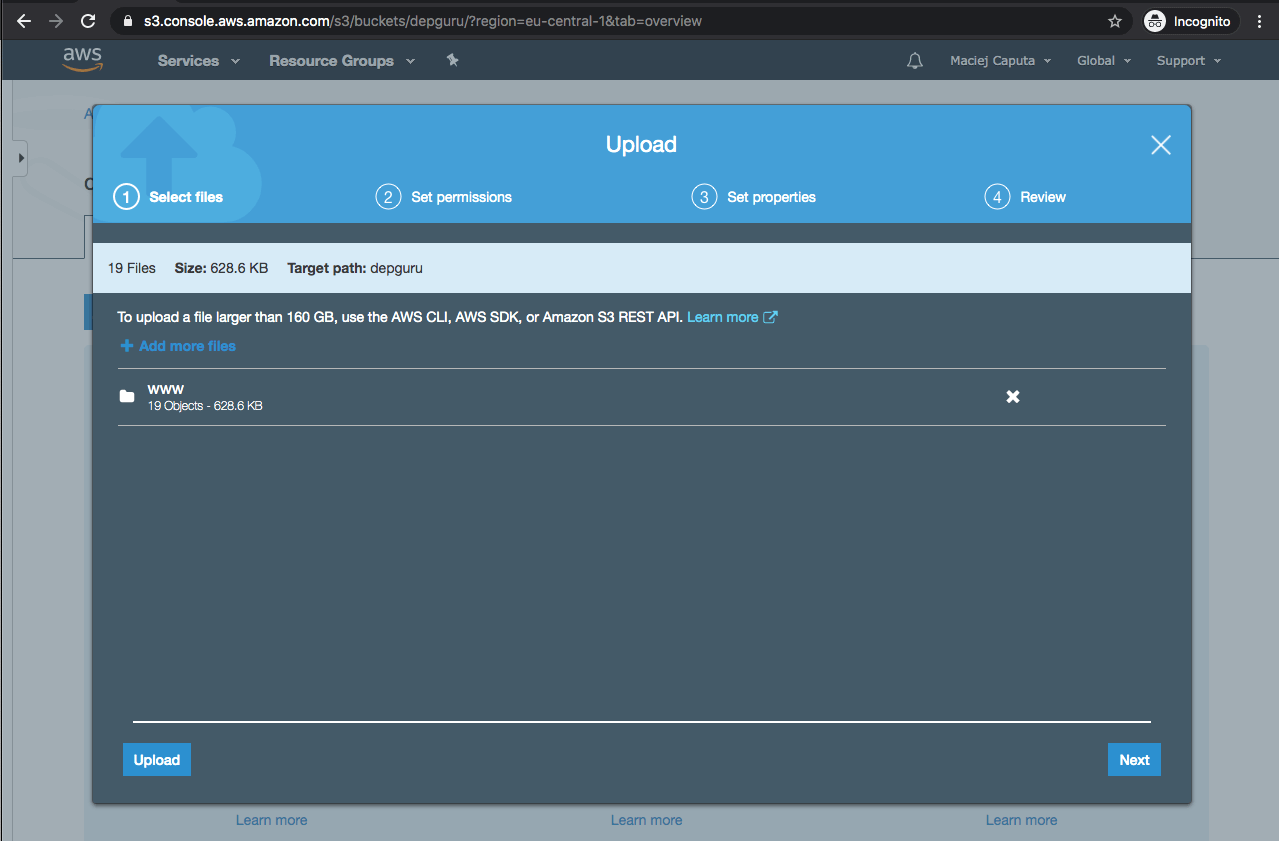 s3.console.aws.amazon.com/s3/buckets/depguru/?region=eu-central-1&tab=overview Incognito
aws Services Resource Groups Maciej Caputa Global Support
Upload
1 Select files 2 Set permissions 3 Set properties 4 Review
19 Files Size: 628.6 KB Target path: depguru
To upload a file larger than 160 GB, use the AWS CLI, AWS SDK, or Amazon S3 REST API. Learn more
Add more files
www
19 Objects - 628.6 KB
Upload Next
Learn more Learn more Learn more